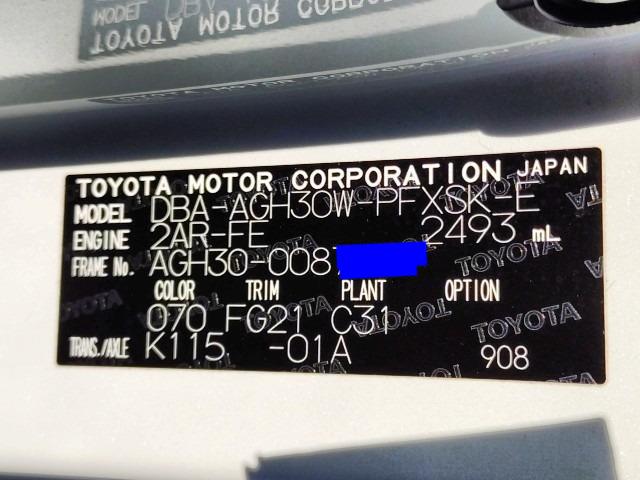 TOYOTA MOTOR CORPORATION JAPAN
MODEL DBA-AGH30W-PFXSK-E
ENGINE 2AR-FE 2493 mL
FRAME No. AGH30-008
COLOR TRIM PLANT OPTION
070 FG21 C31
TRANS./AXLE K115 -01A 908